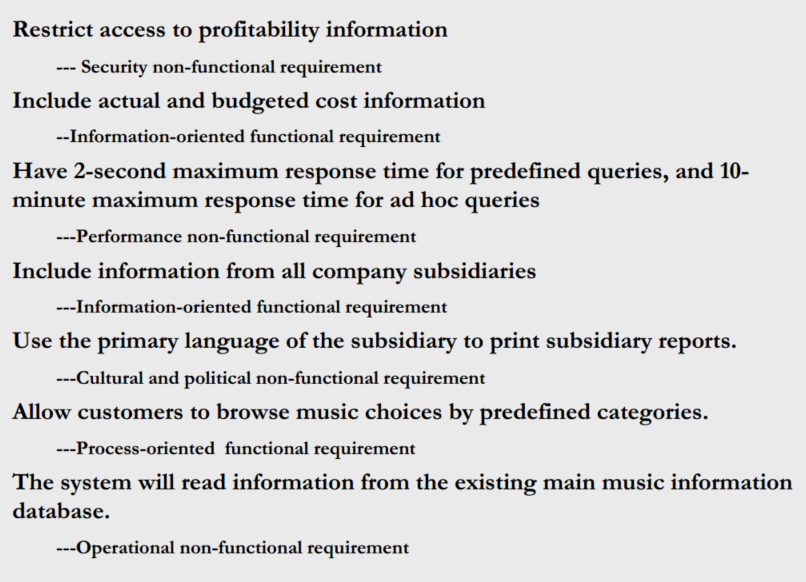 Restrict access to profitability information
--- Security non-functional requirement
Include actual and budgeted cost information
--Information-oriented functional requirement
Have 2-second maximum response time for predefined queries, and 10-
minute maximum response time for ad hoc queries
---Performance non-functional requirement
Include information from all company subsidiaries
---Information-oriented functional requirement
Use the primary language of the subsidiary to print subsidiary reports.
---Cultural and political non-functional requirement
Allow customers to browse music choices by predefined categories.
---Process-oriented  functional requirement
The system will read information from the existing main music information
database.
---Operational non-functional requirement